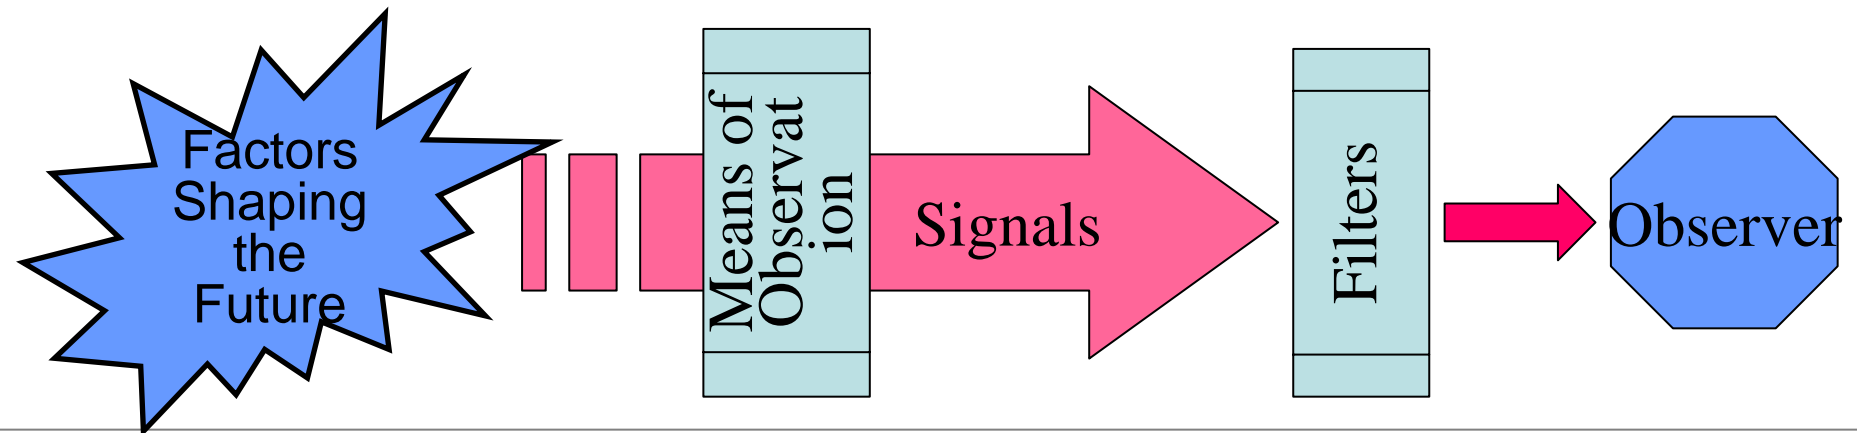 Factors
Shaping
the
Future
Means of
Observat
ion
Signals
Filters
Observer